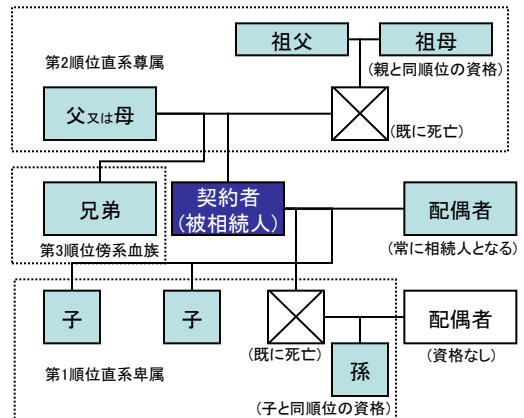 祖父
祖母
第2順位直系尊属
(親と同順位の資格)
父又は母
(既に死亡)
兄弟
契約者
(被相続人)
配偶者
第3順位傍系血族
(常に相続人となる)
子
子
配偶者
(既に死亡)
(資格なし)
第1順位直系卑属
孫
(子と同順位の資格)